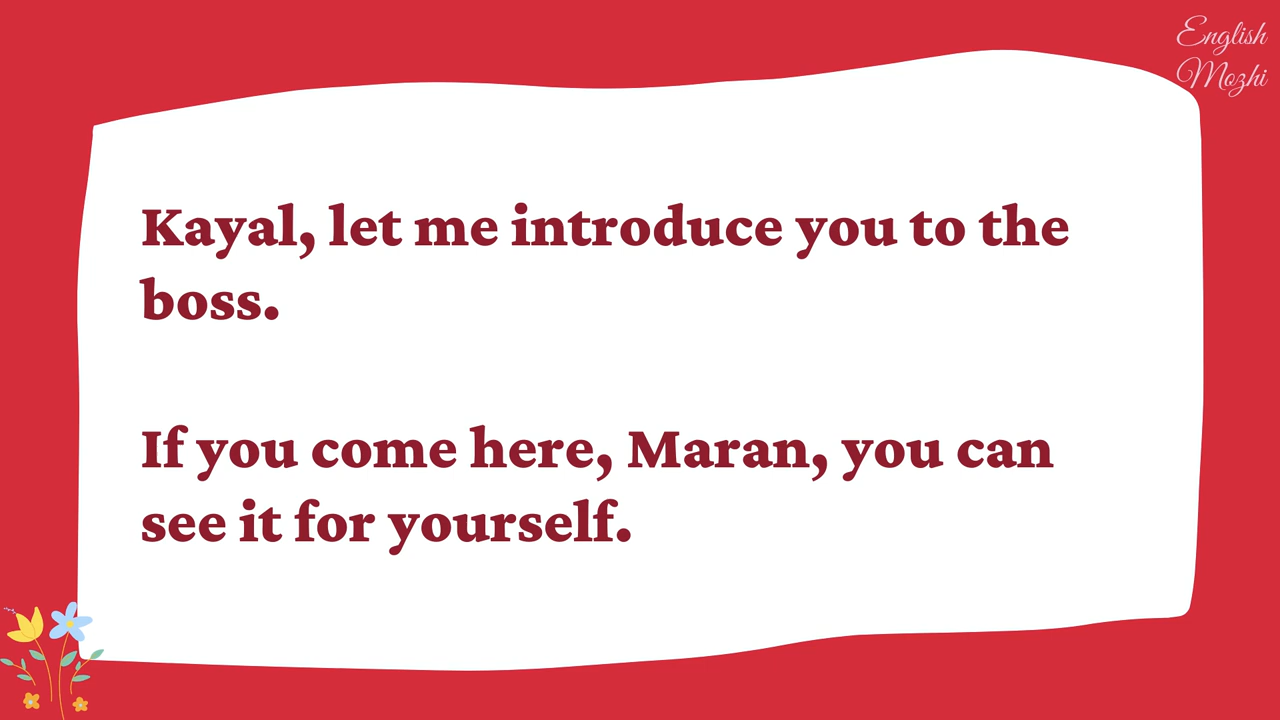 English
Mozhi
Kayal, let me introduce you to the
boss.
If you come here, Maran, you can
see it for yourself.